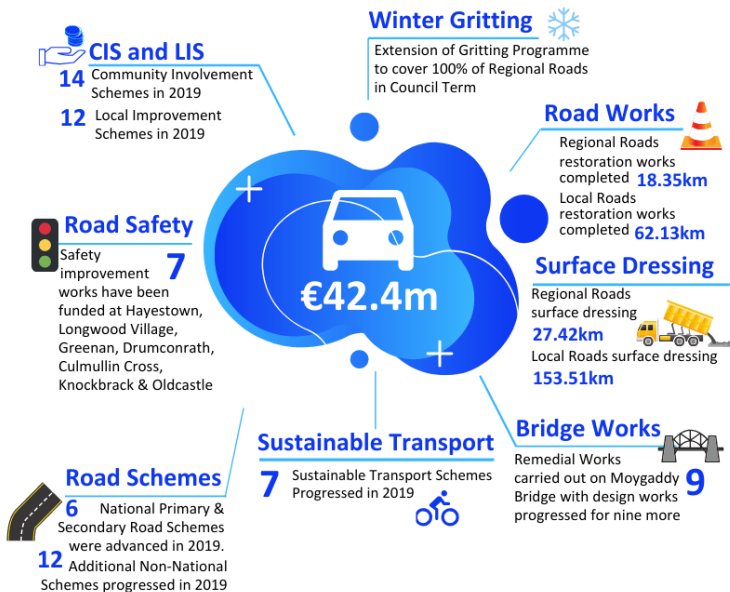 Winter Gritting
Extension of Gritting Programme
to cover 100% of Regional Roads
in Council Term
CIS and LIS
14 Community Involvement
Schemes in 2019
12 Local Improvement
Schemes in 2019
Road Works
Regional Roads
restoration works
completed 18.35km
Local Roads
restoration works
completed 62.13km
Road Safety
Safety
improvement 7
works have been
funded at Hayestown,
Longwood Village,
Greenan, Drumconrath,
Culmullin Cross,
Knockbrack & Oldcastle
€42.4m
Surface Dressing
Regional Roads
surface dressing
27.42km
Local Roads surface dressing
153.51km
Bridge Works
Remedial Works
carried out on Moygaddy 9
Bridge with design works
progressed for nine more
Sustainable Transport
7 Sustainable Transport Schemes
Progressed in 2019
Road Schemes
6 National Primary &
Secondary Road Schemes
were advanced in 2019.
12 Additional Non-National
Schemes progressed in 2019